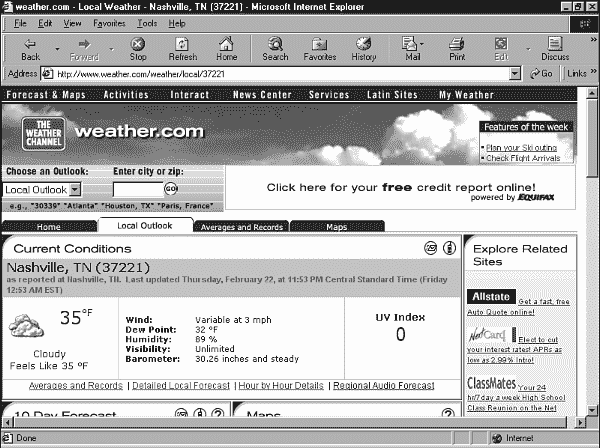 weather.com - Local Weather - Nashville, TN (37221) - Microsoft Internet Explorer
File Edit View Favorites Tools Help
Back Forward Stop Refresh Home Search Favorites History Mail Print Edit Discuss
Address http://www.weather.com/weather/local/37221 Go Links »
Forecast & Maps Activities Interact News Center Services Latin Sites My Weather
THE WEATHER CHANNEL
weather.com
Features of the week
• Plan your Ski outing
• Check Flight Arrivals
Choose an Outlook: Enter city or zip:
Local Outlook GO
e.g., "30339" "Atlanta" "Houston, TX" "Paris, France"
Click here for your free credit report online!
powered by EQUIFAX
Home Local Outlook Averages and Records Maps
Current Conditions
Nashville, TN (37221)
as reported at Nashville, TN. Last updated Thursday, February 22, at 11:53 PM Central Standard Time (Friday
12:53 AM EST)
35°F
Cloudy
Feels Like 35 °F
Wind: Variable at 3 mph
Dew Point: 32 °F
Humidity: 89 %
Visibility: Unlimited
Barometer: 30.26 inches and steady
UV Index
0
Averages and Records | Detailed Local Forecast | Hour by Hour Details | Regional Audio Forecast
10 Day Forecast ? Maps ?
Explore Related
Sites
Allstate Get a fast, free
Auto Quote online!
NextCard Elect to cut
your interest rates! APRs as
low as 2.99% Intro!
ClassMates Your 24
hr/7 day a week High School
Class Reunion on the Net
Done Internet